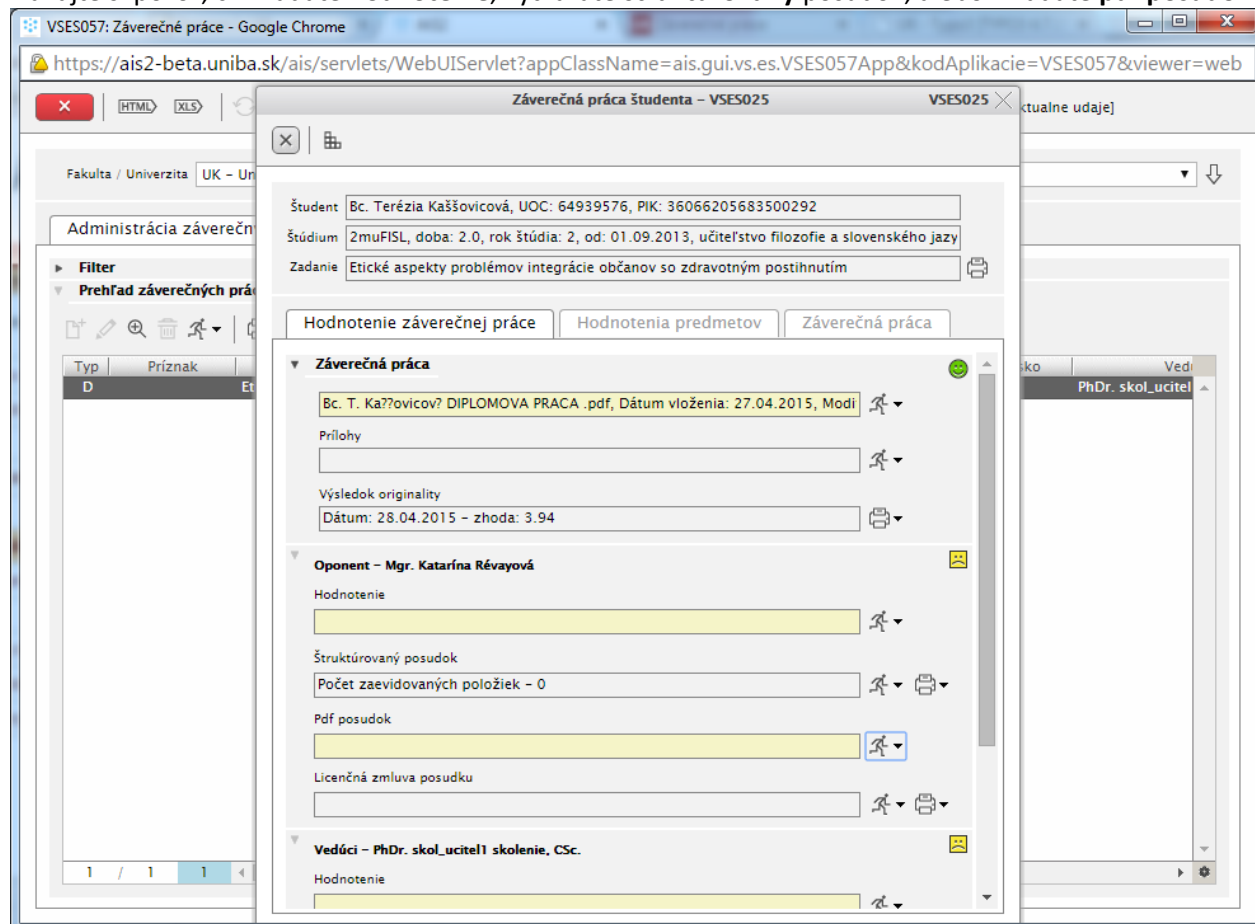 VSES057: Záverečné práce - Google Chrome
https://ais2-beta.uniba.sk/ais/servlets/WebUIServlet?appClassName=ais.gui.vs.es.VSES057App&kodAplikacie=VSES057&viewer=web
HTML XLS
Záverečná práca študenta – VSES025 VSES025
ktualne udaje]
Fakulta / Univerzita UK – Un
Študent Bc. Terézia Kaššovicová, UOC: 64939576, PIK: 36066205683500292
Administrácia záverečn
Štúdium 2muFISL, doba: 2.0, rok štúdia: 2, od: 01.09.2013, učiteľstvo filozofie a slovenského jazy
Filter
Zadanie Etické aspekty problémov integrácie občanov so zdravotným postihnutím
Prehľad záverečných prá
Hodnotenie záverečnej práce Hodnotenia predmetov Záverečná práca
Typ Príznak
Záverečná práca
sko Vedú
D Et
PhDr. skol_ucitel
Bc. T. Ka??ovicov? DIPLOMOVA PRACA .pdf, Dátum vloženia: 27.04.2015, Modi
Prílohy
Výsledok originality
Dátum: 28.04.2015 – zhoda: 3.94
Oponent – Mgr. Katarína Révayová
Hodnotenie
Štruktúrovaný posudok
Počet zaevidovaných položiek – 0
Pdf posudok
Licenčná zmluva posudku
Vedúci – PhDr. skol_ucitel1 skolenie, CSc.
Hodnotenie
1 / 1 1